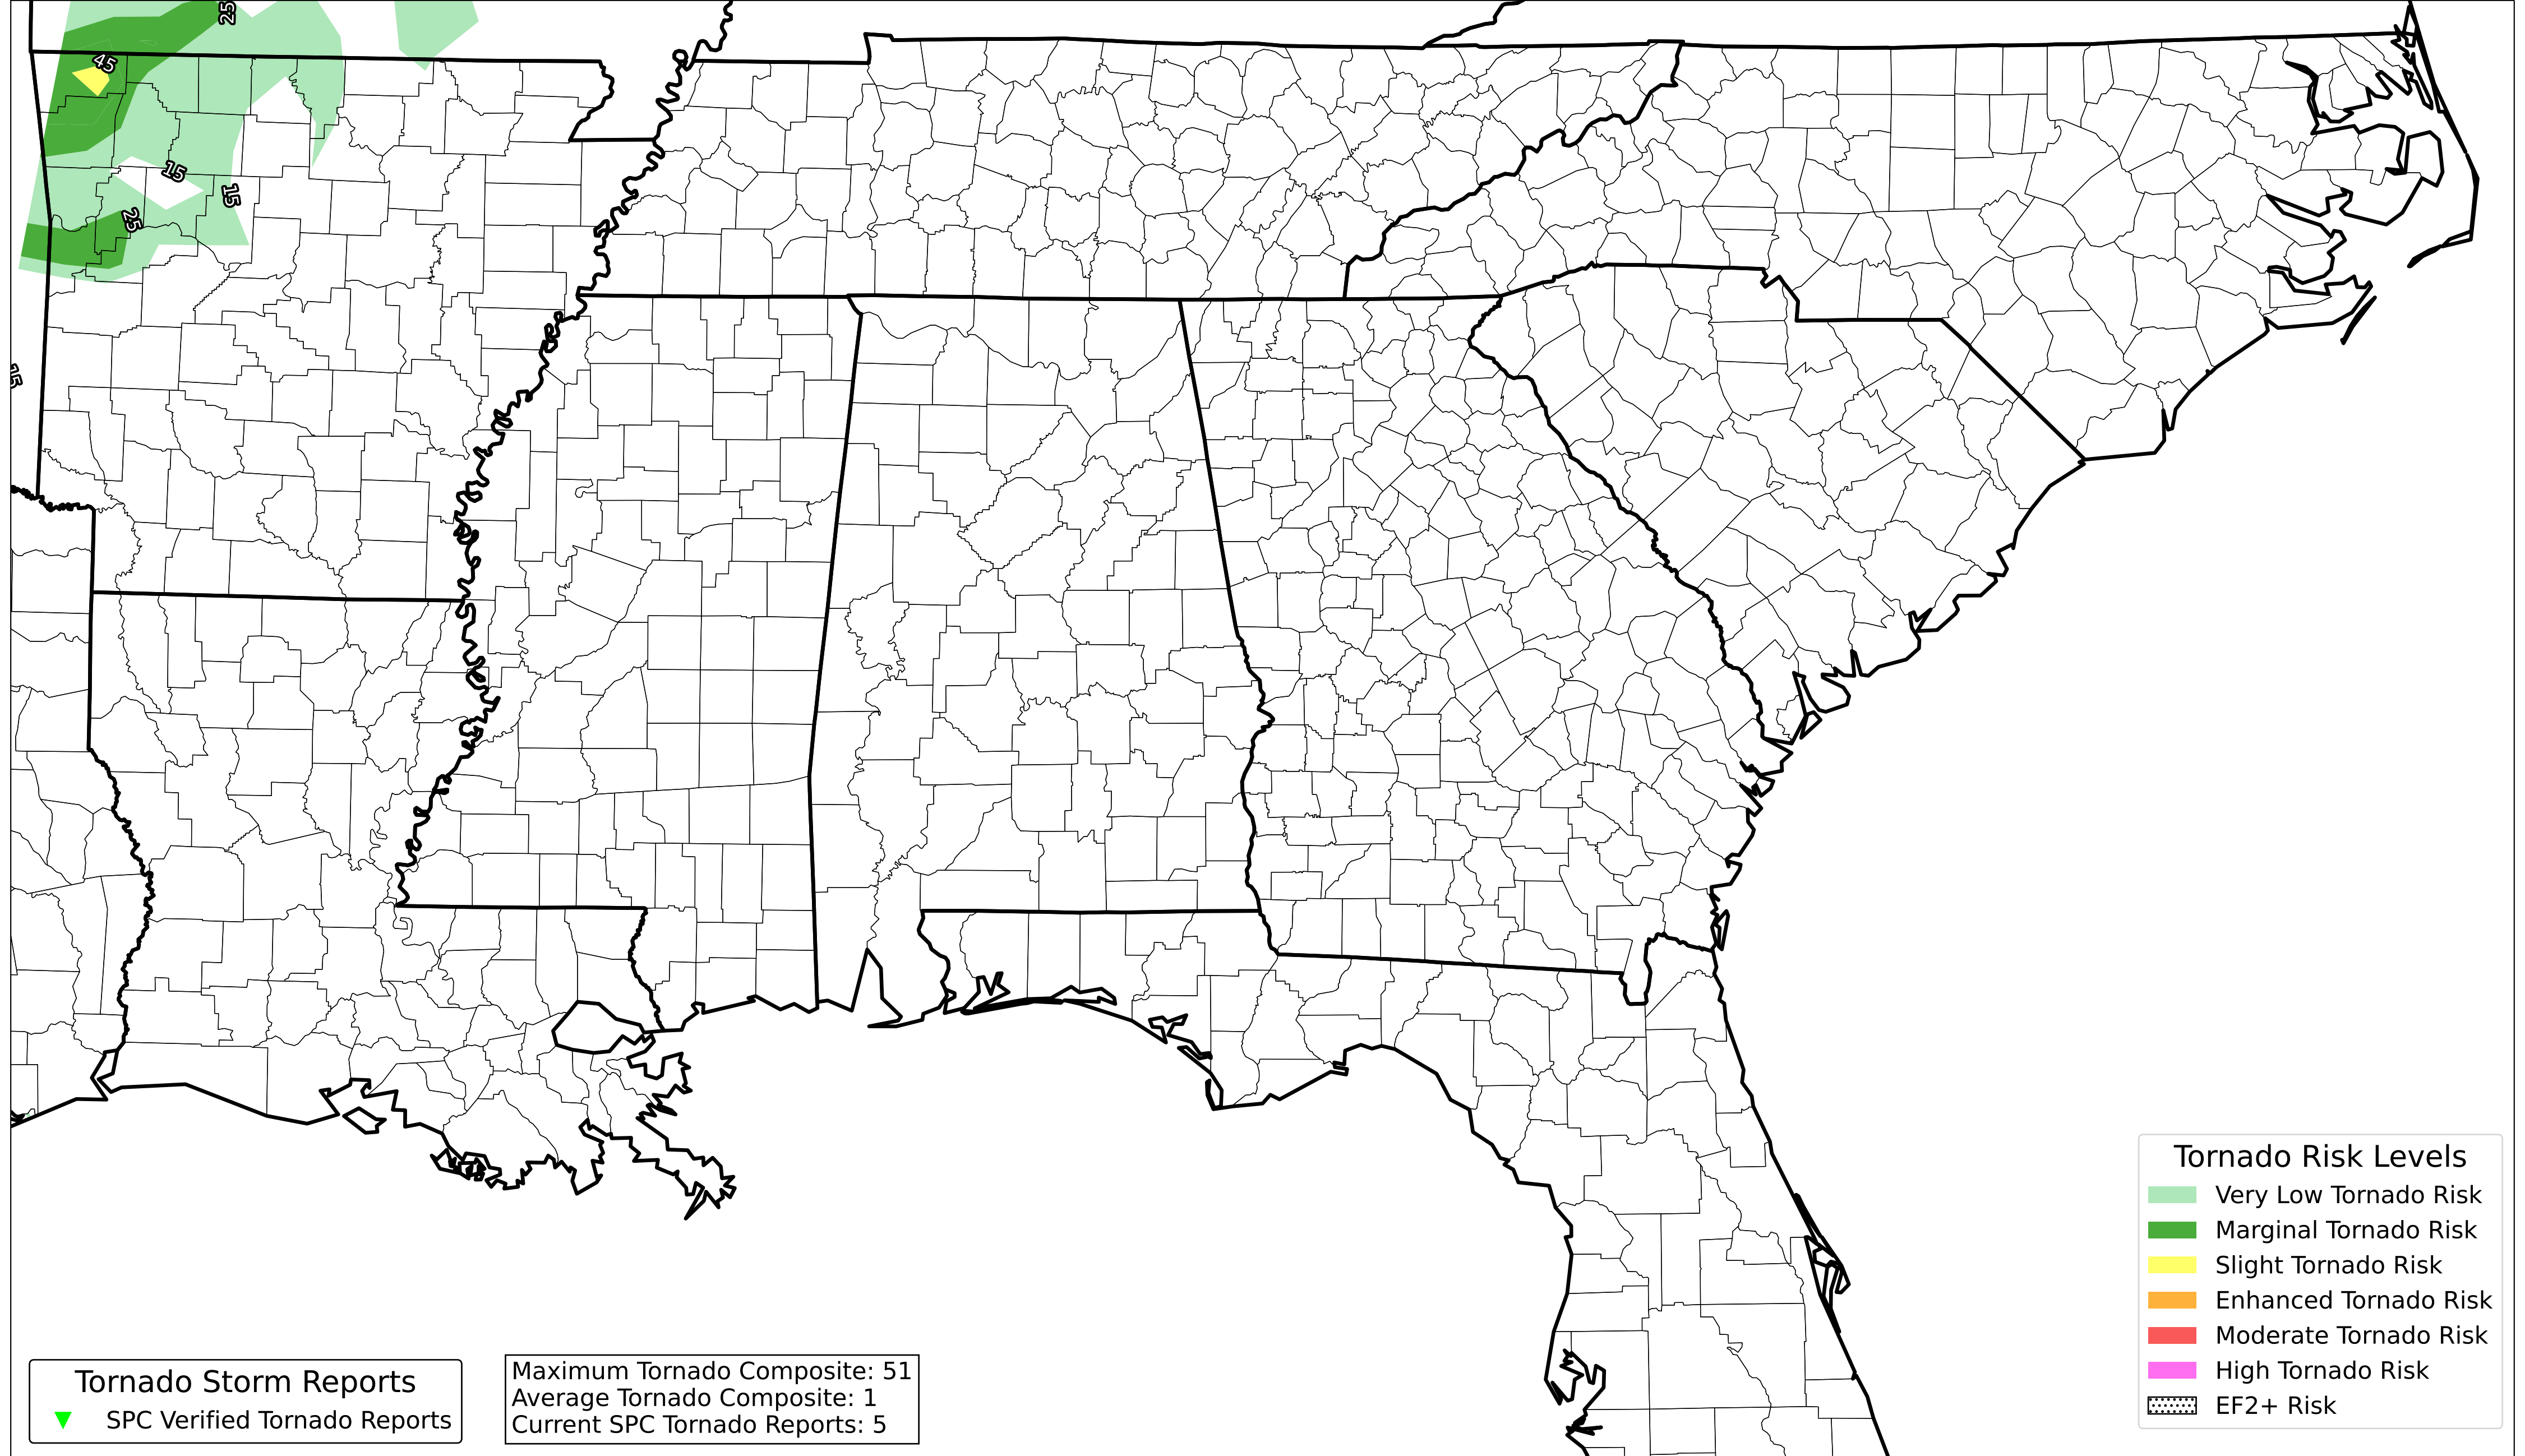 25
45
15
15
25
15
Tornado Risk Levels
Very Low Tornado Risk
Marginal Tornado Risk
Slight Tornado Risk
Enhanced Tornado Risk
Moderate Tornado Risk
High Tornado Risk
EF2+ Risk
Tornado Storm Reports
SPC Verified Tornado Reports
Maximum Tornado Composite: 51
Average Tornado Composite: 1
Current SPC Tornado Reports: 5